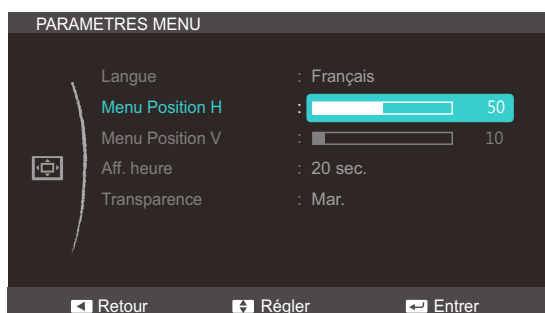 PARAMETRES MENU
Langue : Français
Menu Position H : 50
Menu Position V : 10
Aff. heure : 20 sec.
Transparence : Mar.
Retour Régler Entrer